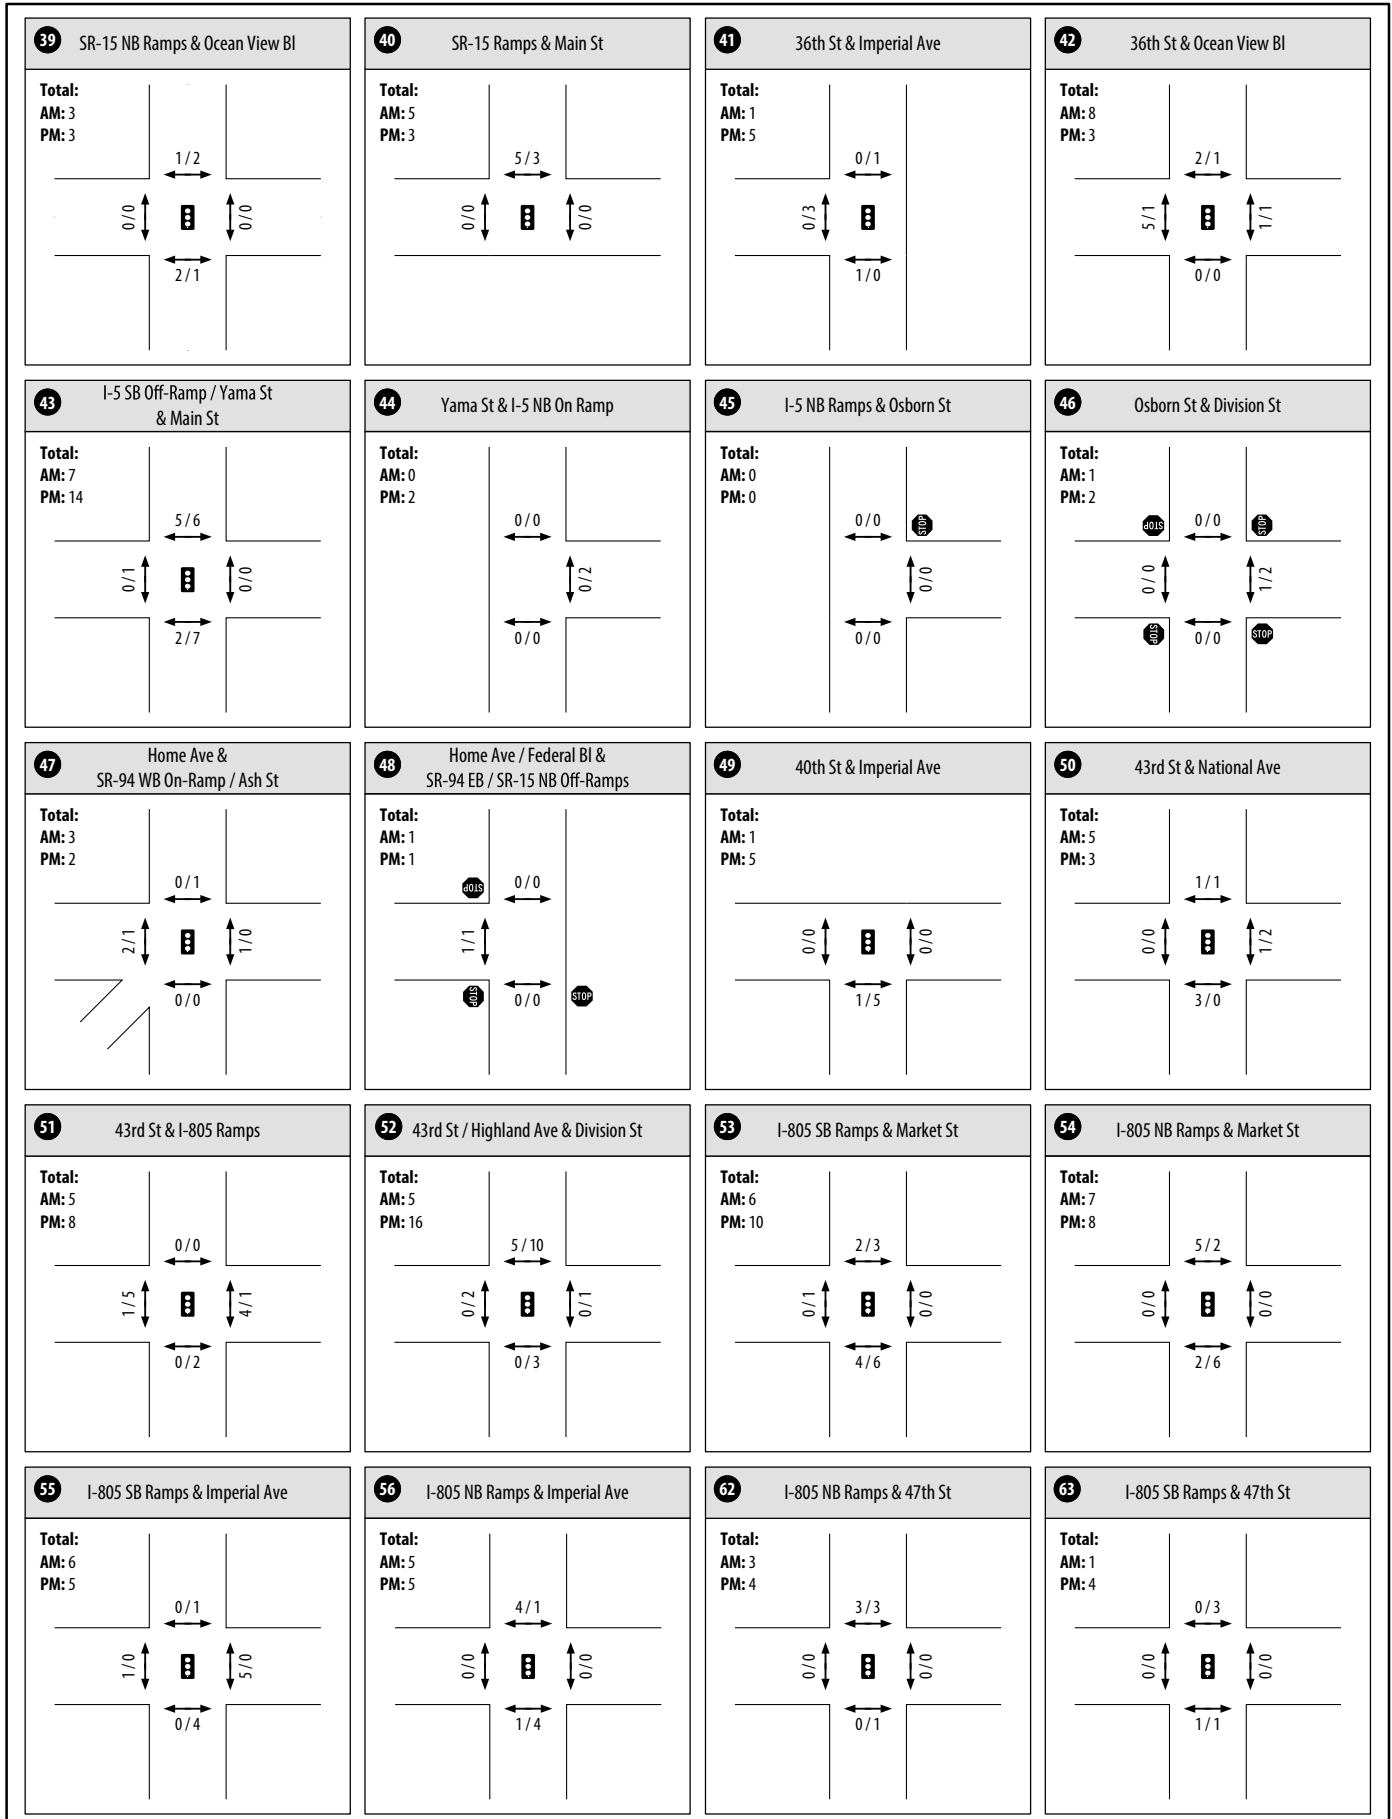 39 SR-15 NB Ramps & Ocean View Bl
Total:
AM: 3
PM: 3
1 / 2
0 / 0
0 / 0
2 / 1
40 SR-15 Ramps & Main St
Total:
AM: 5
PM: 3
5 / 3
0 / 0
0 / 0
41 36th St & Imperial Ave
Total:
AM: 1
PM: 5
0 / 1
0 / 3
1 / 0
42 36th St & Ocean View Bl
Total:
AM: 8
PM: 3
2 / 1
5 / 1
1 / 1
0 / 0
43 I-5 SB Off-Ramp / Yama St
& Main St
Total:
AM: 7
PM: 14
5 / 6
0 / 1
0 / 0
2 / 7
44 Yama St & I-5 NB On Ramp
Total:
AM: 0
PM: 2
0 / 0
0 / 2
0 / 0
45 I-5 NB Ramps & Osborn St
Total:
AM: 0
PM: 0
0 / 0
STOP
0 / 0
0 / 0
46 Osborn St & Division St
Total:
AM: 1
PM: 2
STOP
0 / 0
STOP
0 / 0
1 / 2
STOP
0 / 0
STOP
47 Home Ave &
SR-94 WB On-Ramp / Ash St
Total:
AM: 3
PM: 2
0 / 1
2 / 1
1 / 0
0 / 0
48 Home Ave / Federal Bl &
SR-94 EB / SR-15 NB Off-Ramps
Total:
AM: 1
PM: 1
STOP
0 / 0
1 / 1
STOP
0 / 0
STOP
49 40th St & Imperial Ave
Total:
AM: 1
PM: 5
0 / 0
0 / 0
1 / 5
50 43rd St & National Ave
Total:
AM: 5
PM: 3
1 / 1
0 / 0
1 / 2
3 / 0
51 43rd St & I-805 Ramps
Total:
AM: 5
PM: 8
0 / 0
1 / 5
4 / 1
0 / 2
52 43rd St / Highland Ave & Division St
Total:
AM: 5
PM: 16
5 / 10
0 / 2
0 / 1
0 / 3
53 I-805 SB Ramps & Market St
Total:
AM: 6
PM: 10
2 / 3
0 / 1
0 / 0
4 / 6
54 I-805 NB Ramps & Market St
Total:
AM: 7
PM: 8
5 / 2
0 / 0
0 / 0
2 / 6
55 I-805 SB Ramps & Imperial Ave
Total:
AM: 6
PM: 5
0 / 1
1 / 0
5 / 0
0 / 4
56 I-805 NB Ramps & Imperial Ave
Total:
AM: 5
PM: 5
4 / 1
0 / 0
0 / 0
1 / 4
62 I-805 NB Ramps & 47th St
Total:
AM: 3
PM: 4
3 / 3
0 / 0
0 / 0
0 / 1
63 I-805 SB Ramps & 47th St
Total:
AM: 1
PM: 4
0 / 3
0 / 0
0 / 0
1 / 1